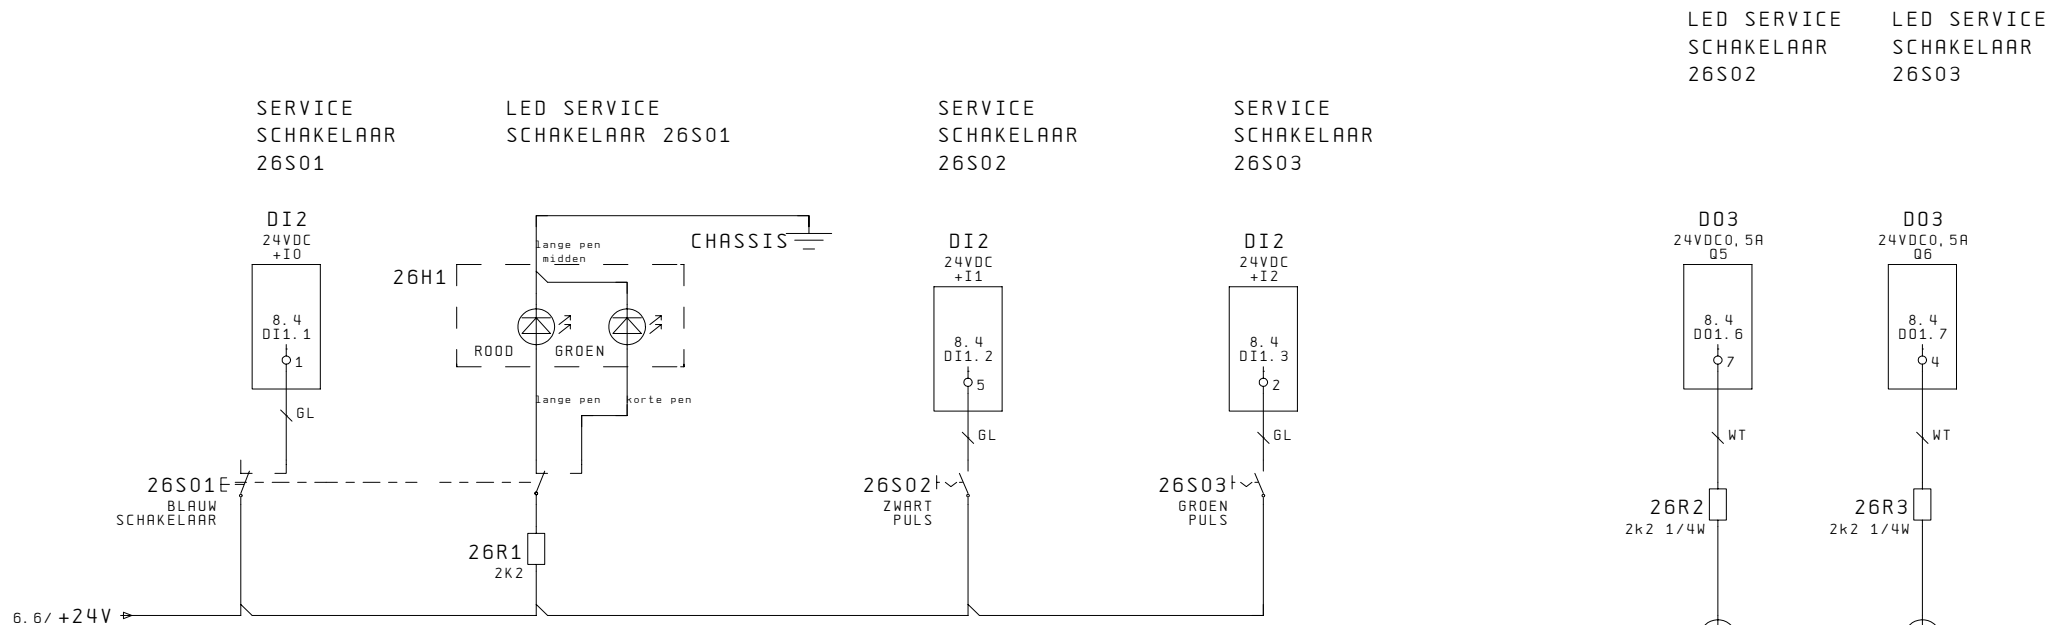 LED SERVICE
SCHAKELAAR
26S02
LED SERVICE
SCHAKELAAR
26S03
SERVICE
SCHAKELAAR
26S01
LED SERVICE
SCHAKELAAR 26S01
SERVICE
SCHAKELAAR
26S02
SERVICE
SCHAKELAAR
26S03
DI2
24VDC
+I0
8.4
DI1.1
1
GL
26S01
BLAUW
SCHAKELAAR
26H1
lange pen
midden
CHASSIS
ROOD
GROEN
lange pen
korte pen
26R1
2K2
DI2
24VDC
+I1
8.4
DI1.2
5
GL
26S02
ZWART
PULS
DI2
24VDC
+I2
8.4
DI1.3
2
GL
26S03
GROEN
PULS
DO3
24VDC0,5A
Q5
8.4
DO1.6
7
WT
26R2
2k2 1/4W
DO3
24VDC0,5A
Q6
8.4
DO1.7
4
WT
26R3
2k2 1/4W
6.6/ +24V